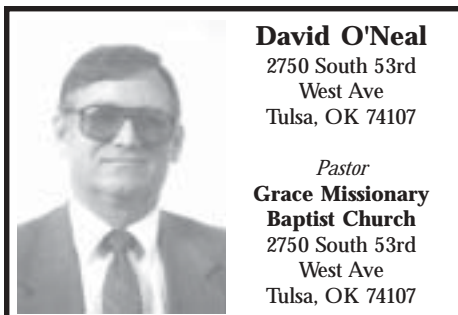 David O'Neal
2750 South 53rd
West Ave
Tulsa, OK 74107
Pastor
Grace Missionary
Baptist Church
2750 South 53rd
West Ave
Tulsa, OK 74107